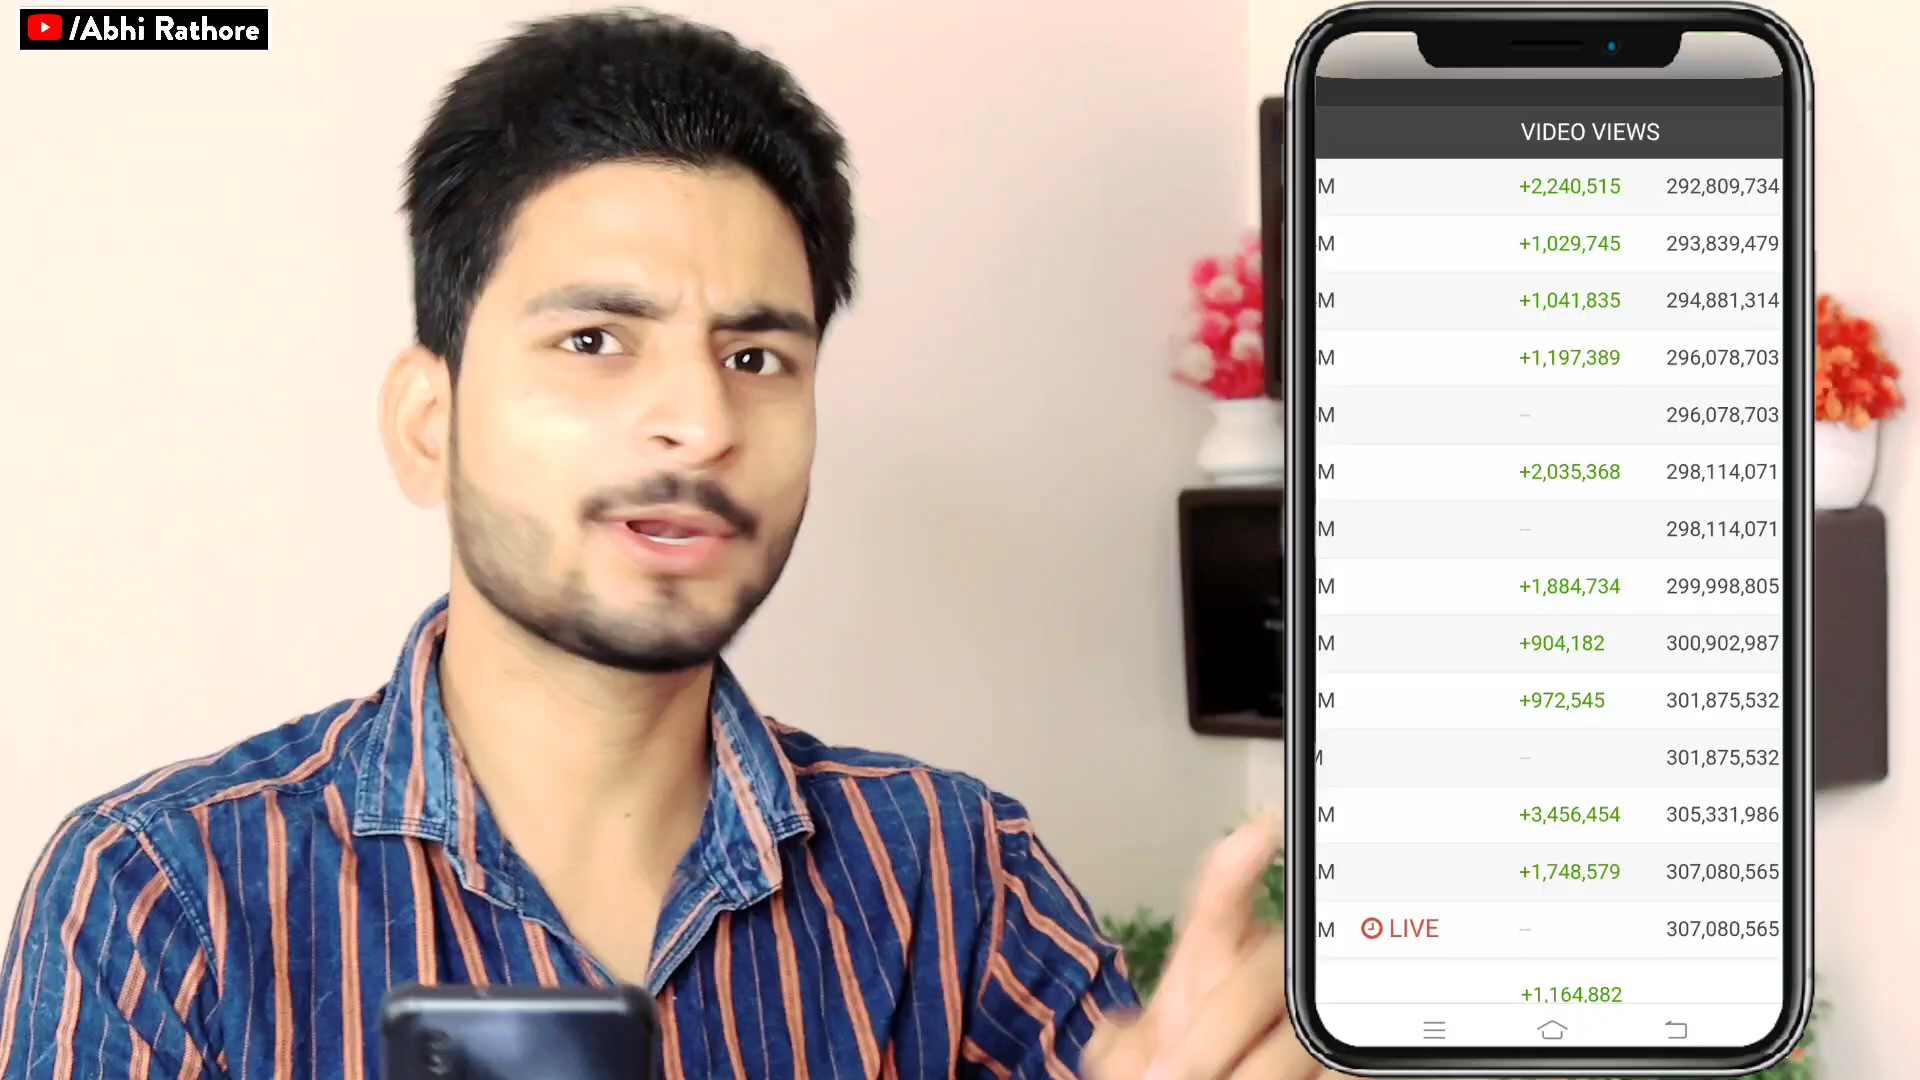 /Abhi Rathore
VIDEO VIEWS
M +2,240,515 292,809,734
M +1,029,745 293,839,479
M +1,041,835 294,881,314
M +1,197,389 296,078,703
M -- 296,078,703
M +2,035,368 298,114,071
M -- 298,114,071
M +1,884,734 299,998,805
M +904,182 300,902,987
M +972,545 301,875,532
M -- 301,875,532
M +3,456,454 305,331,986
M +1,748,579 307,080,565
M LIVE -- 307,080,565
+1,164,882